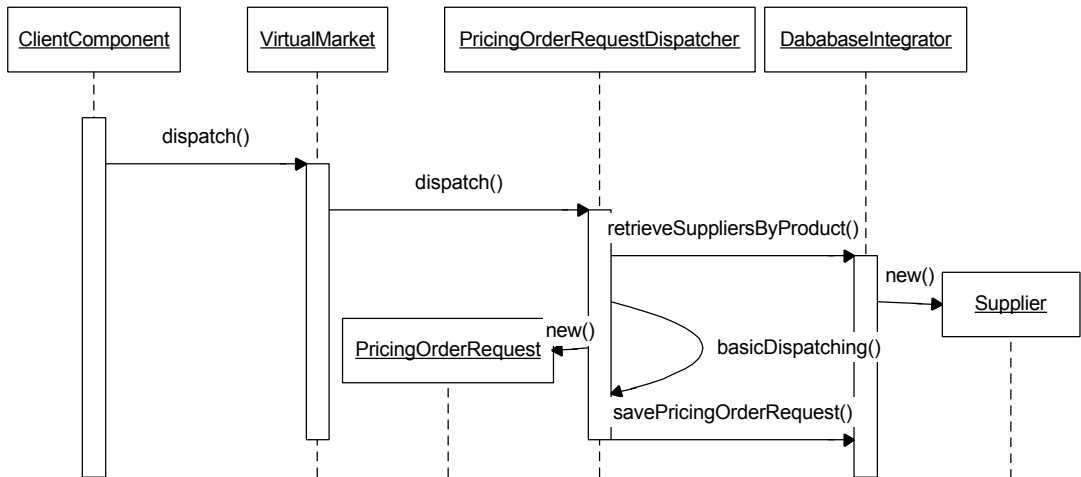 ClientComponent
VirtualMarket
PricingOrderRequestDispatcher
DababaseIntegrator
dispatch()
dispatch()
retrieveSuppliersByProduct()
new()
Supplier
new()
PricingOrderRequest
basicDispatching()
savePricingOrderRequest()